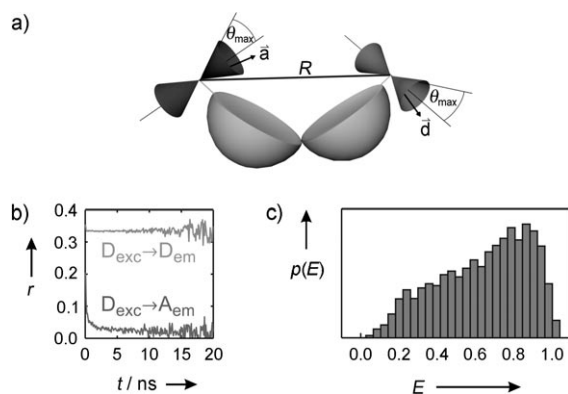 a)
θmax
a⃗
R
θmax
d⃗
b)
0.4
0.3
r
0.2
0.1
0.0
Dexc→Dem
Dexc→Aem
0 5 10 15 20
t / ns
c)
p(E)
0.0 0.2 0.4 0.6 0.8 1.0
E